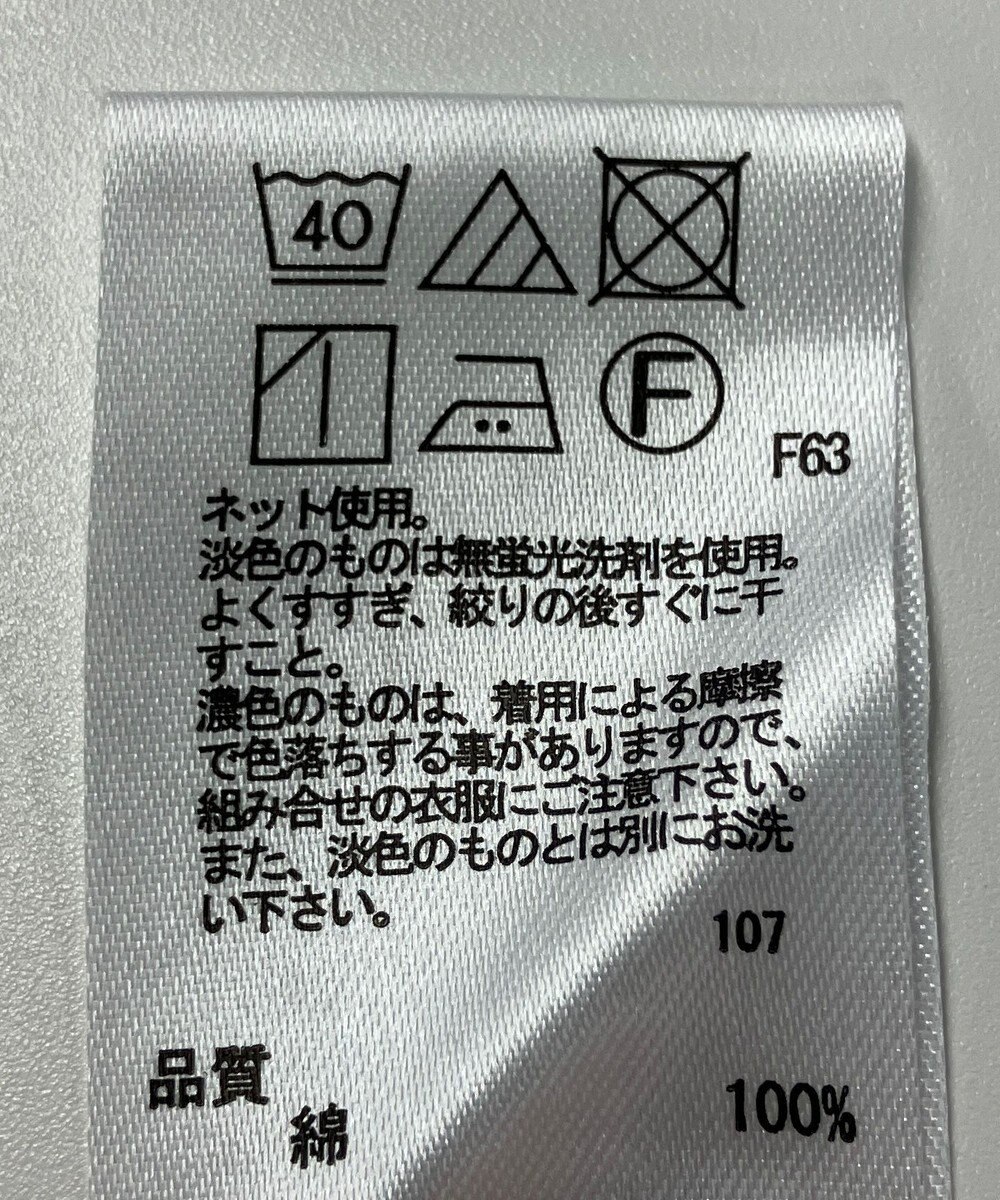 40
F
F63
ネット使用。
淡色のものは無蛍光洗剤を使用。
よくすすぎ、絞りの後すぐに干
すこと。
濃色のものは、着用による摩擦
で色落ちする事がありますので、
組み合せの衣服にご注意下さい。
また、淡色のものとは別にお洗
い下さい。
107
品質
綿 100%